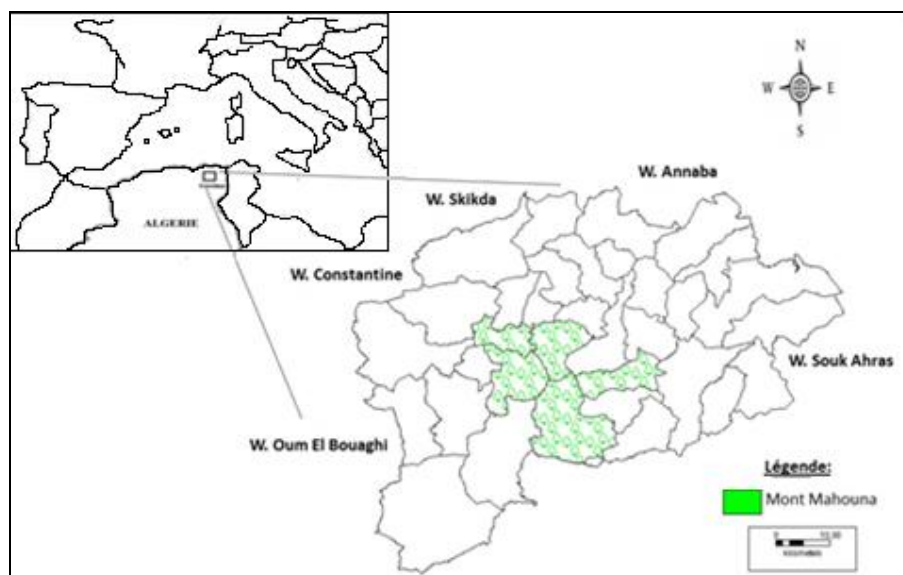 ALGERIE
N
W E
S
W. Annaba
W. Skikda
W. Constantine
W. Souk Ahras
W. Oum El Bouaghi
Légende:
Mont Mahouna